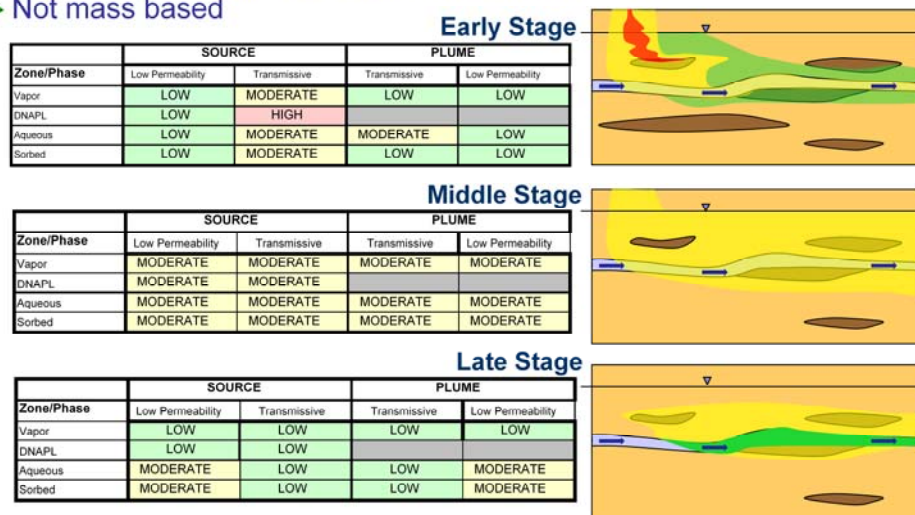 Not mass based
Early Stage
SOURCE PLUME
Zone/Phase Low Permeability Transmissive Transmissive Low Permeability
Vapor LOW MODERATE LOW LOW
DNAPL LOW HIGH
Aqueous LOW MODERATE MODERATE LOW
Sorbed LOW MODERATE LOW LOW
Middle Stage
SOURCE PLUME
Zone/Phase Low Permeability Transmissive Transmissive Low Permeability
Vapor MODERATE MODERATE MODERATE MODERATE
DNAPL MODERATE MODERATE
Aqueous MODERATE MODERATE MODERATE MODERATE
Sorbed MODERATE MODERATE MODERATE MODERATE
Late Stage
SOURCE PLUME
Zone/Phase Low Permeability Transmissive Transmissive Low Permeability
Vapor LOW LOW LOW LOW
DNAPL LOW LOW
Aqueous MODERATE LOW LOW MODERATE
Sorbed MODERATE LOW LOW MODERATE